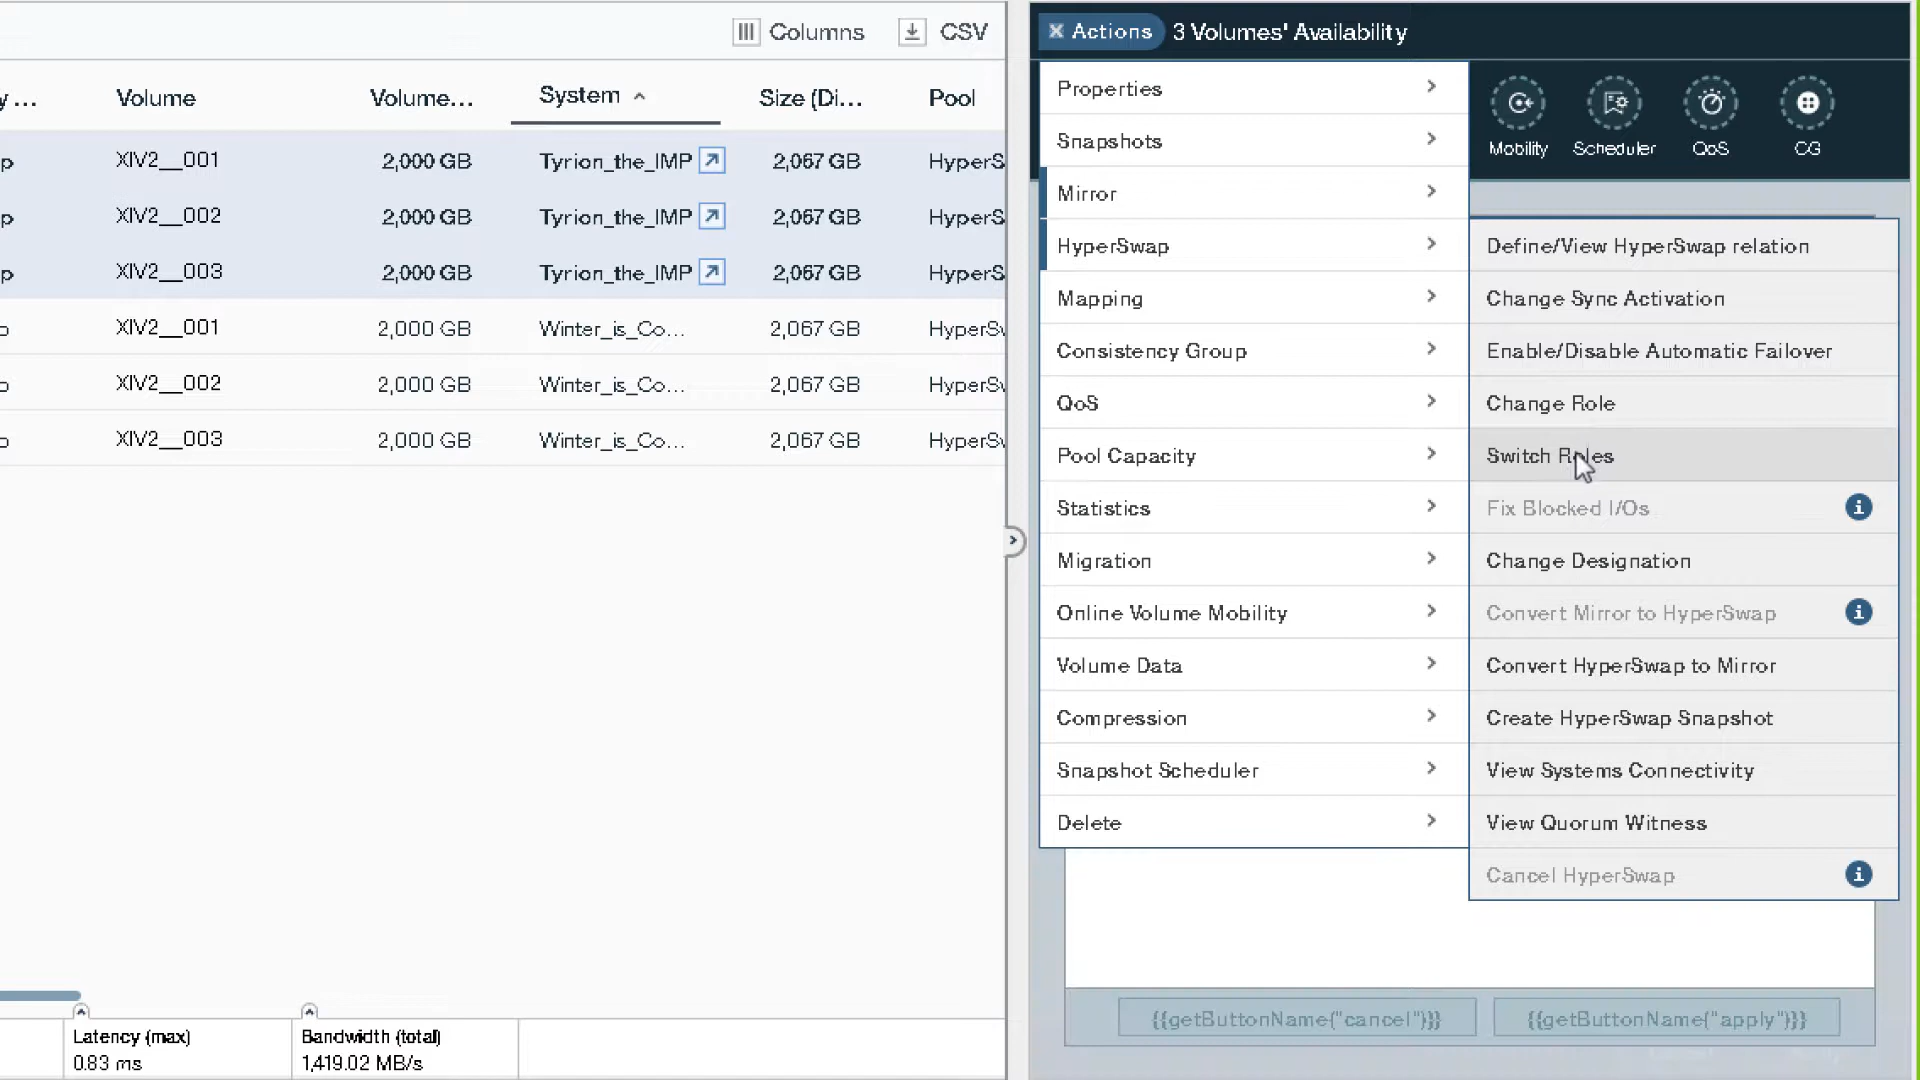 Columns CSV
y... Volume Volume... System Size (Di... Pool
p XIV2__001 2,000 GB Tyrion_the_IMP 2,067 GB HyperS
p XIV2__002 2,000 GB Tyrion_the_IMP 2,067 GB HyperS
p XIV2__003 2,000 GB Tyrion_the_IMP 2,067 GB HyperS
XIV2__001 2,000 GB Winter_is_Co... 2,067 GB HyperS
XIV2__002 2,000 GB Winter_is_Co... 2,067 GB HyperS
XIV2__003 2,000 GB Winter_is_Co... 2,067 GB HyperS
Latency (max)
0.83 ms
Bandwidth (total)
1,419.02 MB/s
Actions 3 Volumes' Availability
Mobility Scheduler QoS CG
Properties
Snapshots
Mirror
HyperSwap
Mapping
Consistency Group
QoS
Pool Capacity
Statistics
Migration
Online Volume Mobility
Volume Data
Compression
Snapshot Scheduler
Delete
Define/View HyperSwap relation
Change Sync Activation
Enable/Disable Automatic Failover
Change Role
Switch Roles
Fix Blocked I/Os
Change Designation
Convert Mirror to HyperSwap
Convert HyperSwap to Mirror
Create HyperSwap Snapshot
View Systems Connectivity
View Quorum Witness
Cancel HyperSwap
{{getButtonName("cancel")}} {{getButtonName("apply")}}